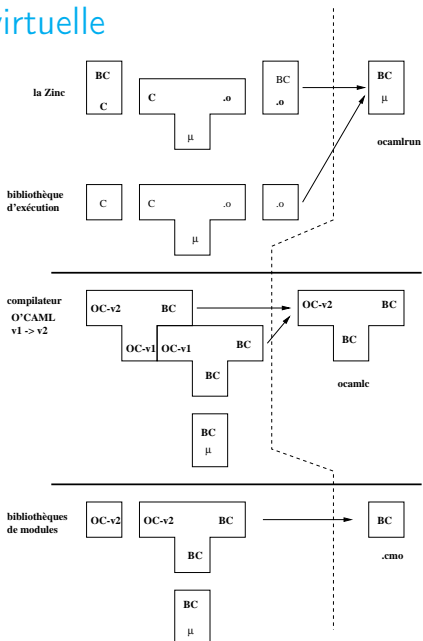 virtuelle
BC
C
la Zinc
C .o
µ
BC
.o
BC
µ
ocamlrun
bibliothèque
d'exécution
C
C .o
µ
.o
compilateur
O'CAML
v1 -> v2
OC-v2 BC
OC-v1
OC-v1 BC
BC
BC
µ
OC-v2 BC
BC
ocamlc
bibliothèques
de modules
OC-v2
OC-v2 BC
BC
BC
µ
BC
.cmo